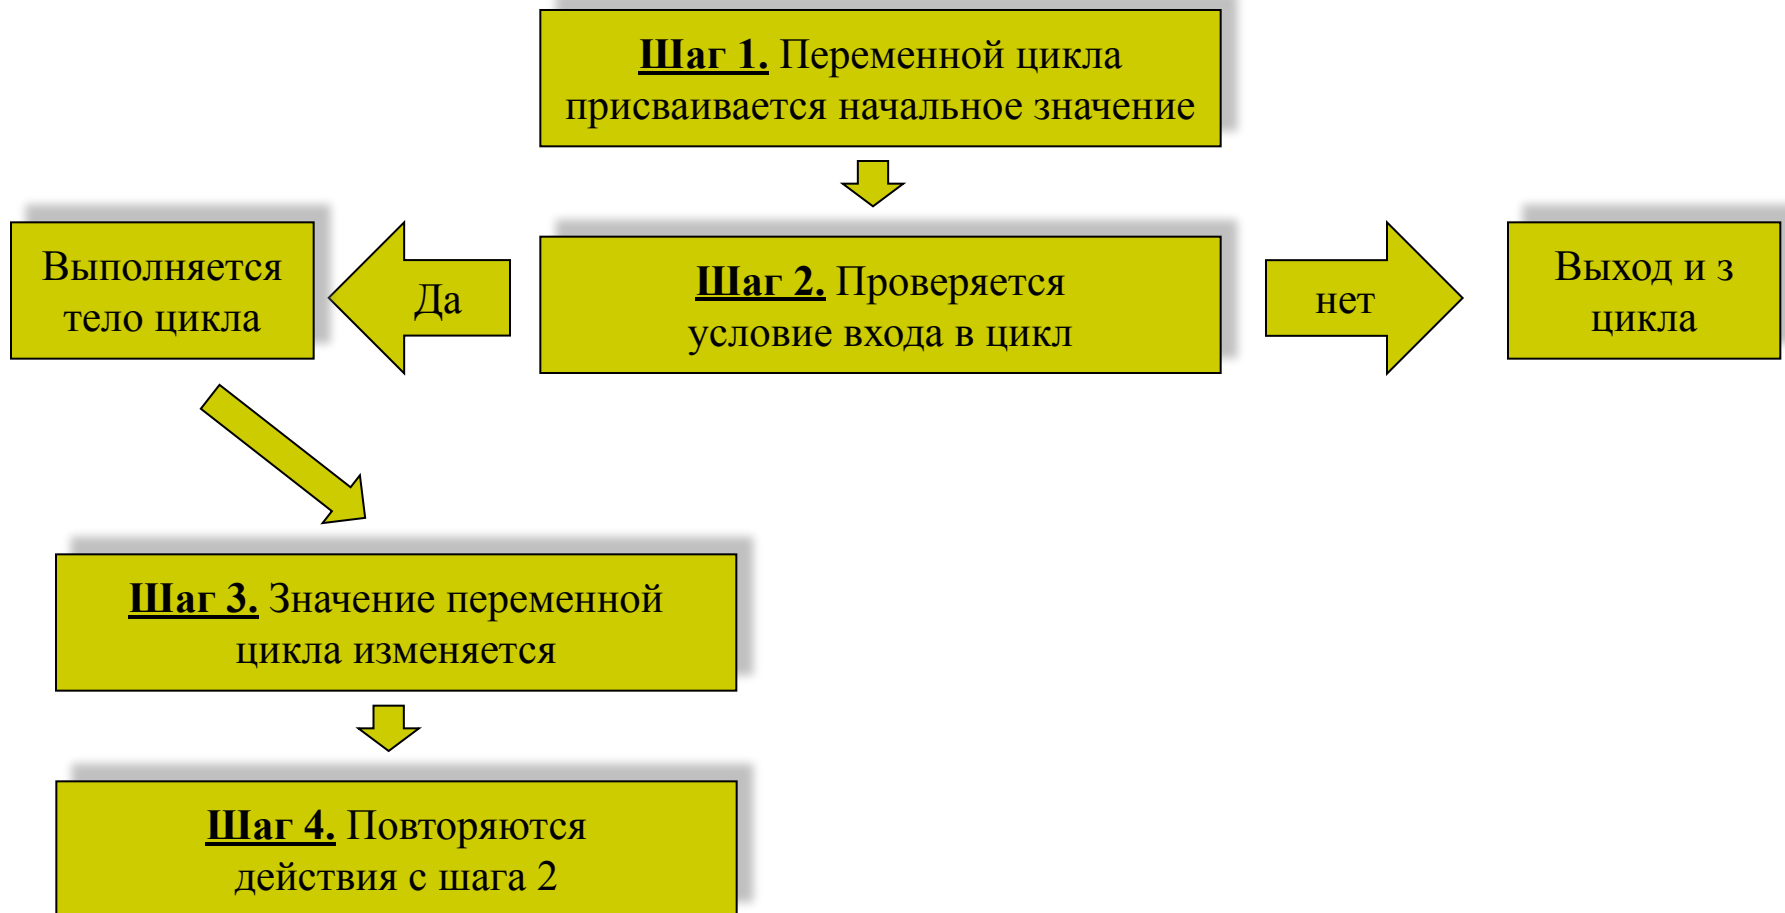 Шаг 1. Переменной цикла
присваивается начальное значение
Выполняется
тело цикла
Да
Шаг 2. Проверяется
условие входа в цикл
нет
Выход и з
цикла
Шаг 3. Значение переменной
цикла изменяется
Шаг 4. Повторяются
действия с шага 2